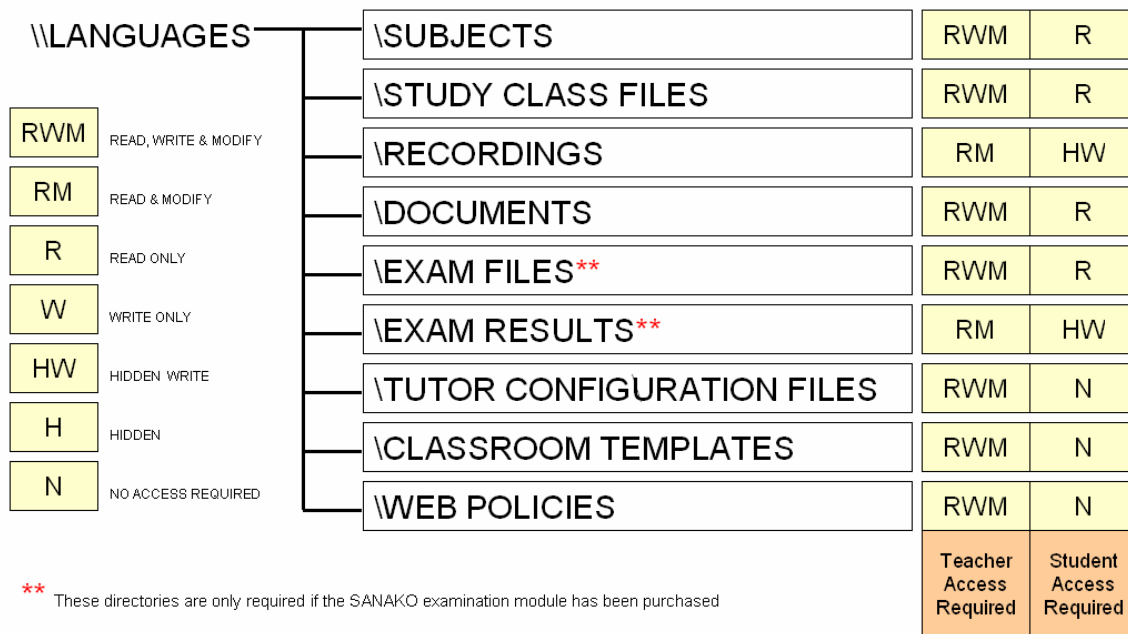 \\LANGUAGES
\SUBJECTS RWM R
\STUDY CLASS FILES RWM R
RWM READ, WRITE & MODIFY
\RECORDINGS RM HW
RM READ & MODIFY
\DOCUMENTS RWM R
R READ ONLY
\EXAM FILES** RWM R
W WRITE ONLY
\EXAM RESULTS** RM HW
HW HIDDEN WRITE
\TUTOR CONFIGURATION FILES RWM N
H HIDDEN
\CLASSROOM TEMPLATES RWM N
N NO ACCESS REQUIRED
\WEB POLICIES RWM N
Teacher
Access
Required
Student
Access
Required
** These directories are only required if the SANAKO examination module has been purchased